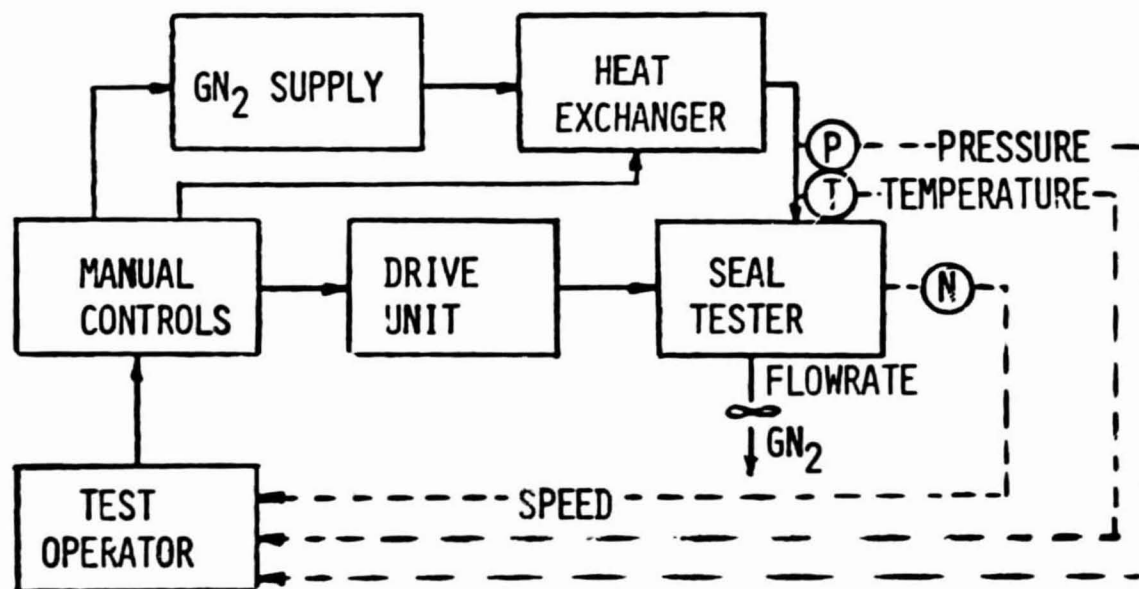 GN₂ SUPPLY
HEAT
EXCHANGER
P
PRESSURE
T
TEMPERATURE
MANUAL
CONTROLS
DRIVE
UNIT
SEAL
TESTER
N
FLOWRATE
GN₂
SPEED
TEST
OPERATOR